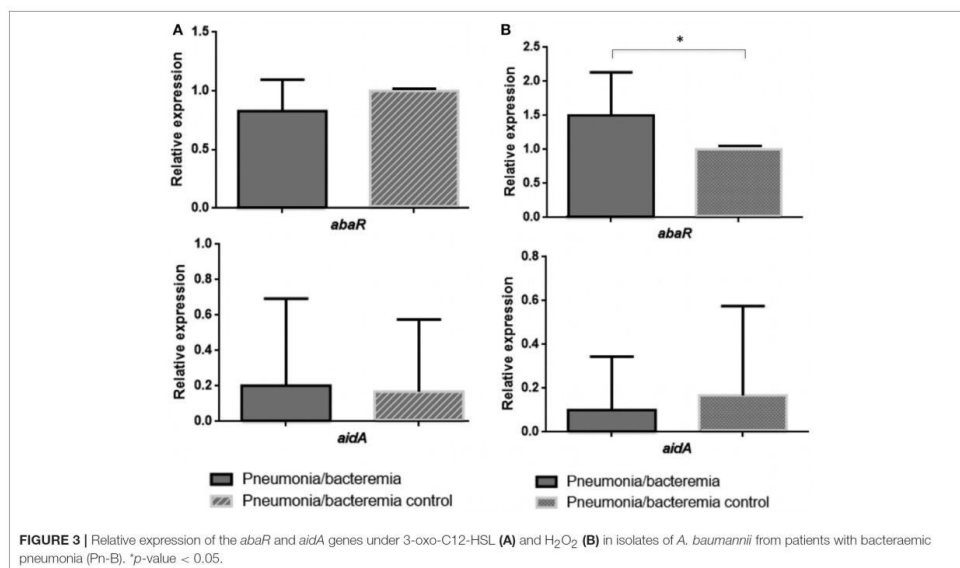 A
B
*
Relative expression
1.5
1.0
0.5
0.0
abaR
Relative expression
2.5
2.0
1.5
1.0
0.5
0.0
abaR
Relative expression
1.0
0.8
0.6
0.4
0.2
0.0
aidA
Relative expression
0.8
0.6
0.4
0.2
0.0
aidA
Pneumonia/bacteremia
Pneumonia/bacteremia control
Pneumonia/bacteremia
Pneumonia/bacteremia control
FIGURE 3 | Relative expression of the abaR and aidA genes under 3-oxo-C12-HSL (A) and H₂O₂ (B) in isolates of A. baumannii from patients with bacteraemic
pneumonia (Pn-B). *p-value < 0.05.